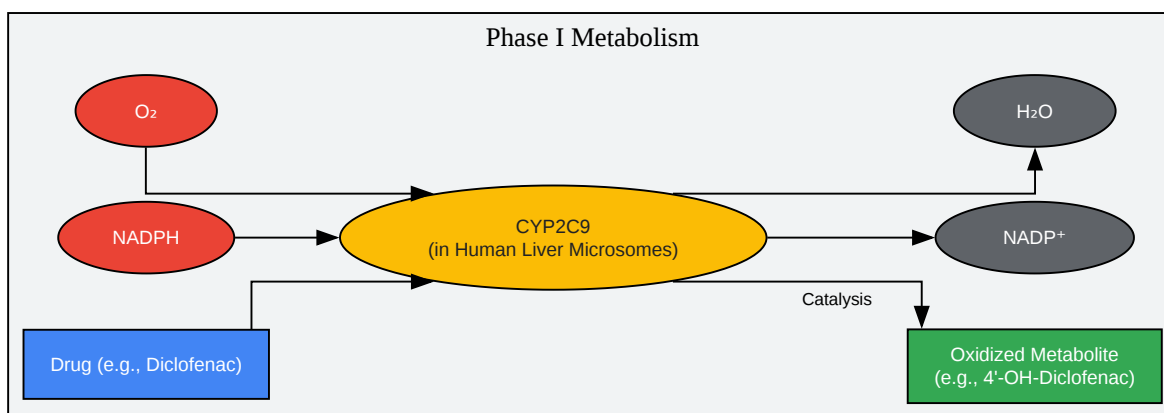 Phase I Metabolism
O₂
H₂O
NADPH
CYP2C9
(in Human Liver Microsomes)
NADP⁺
Catalysis
Drug (e.g., Diclofenac)
Oxidized Metabolite
(e.g., 4'-OH-Diclofenac)